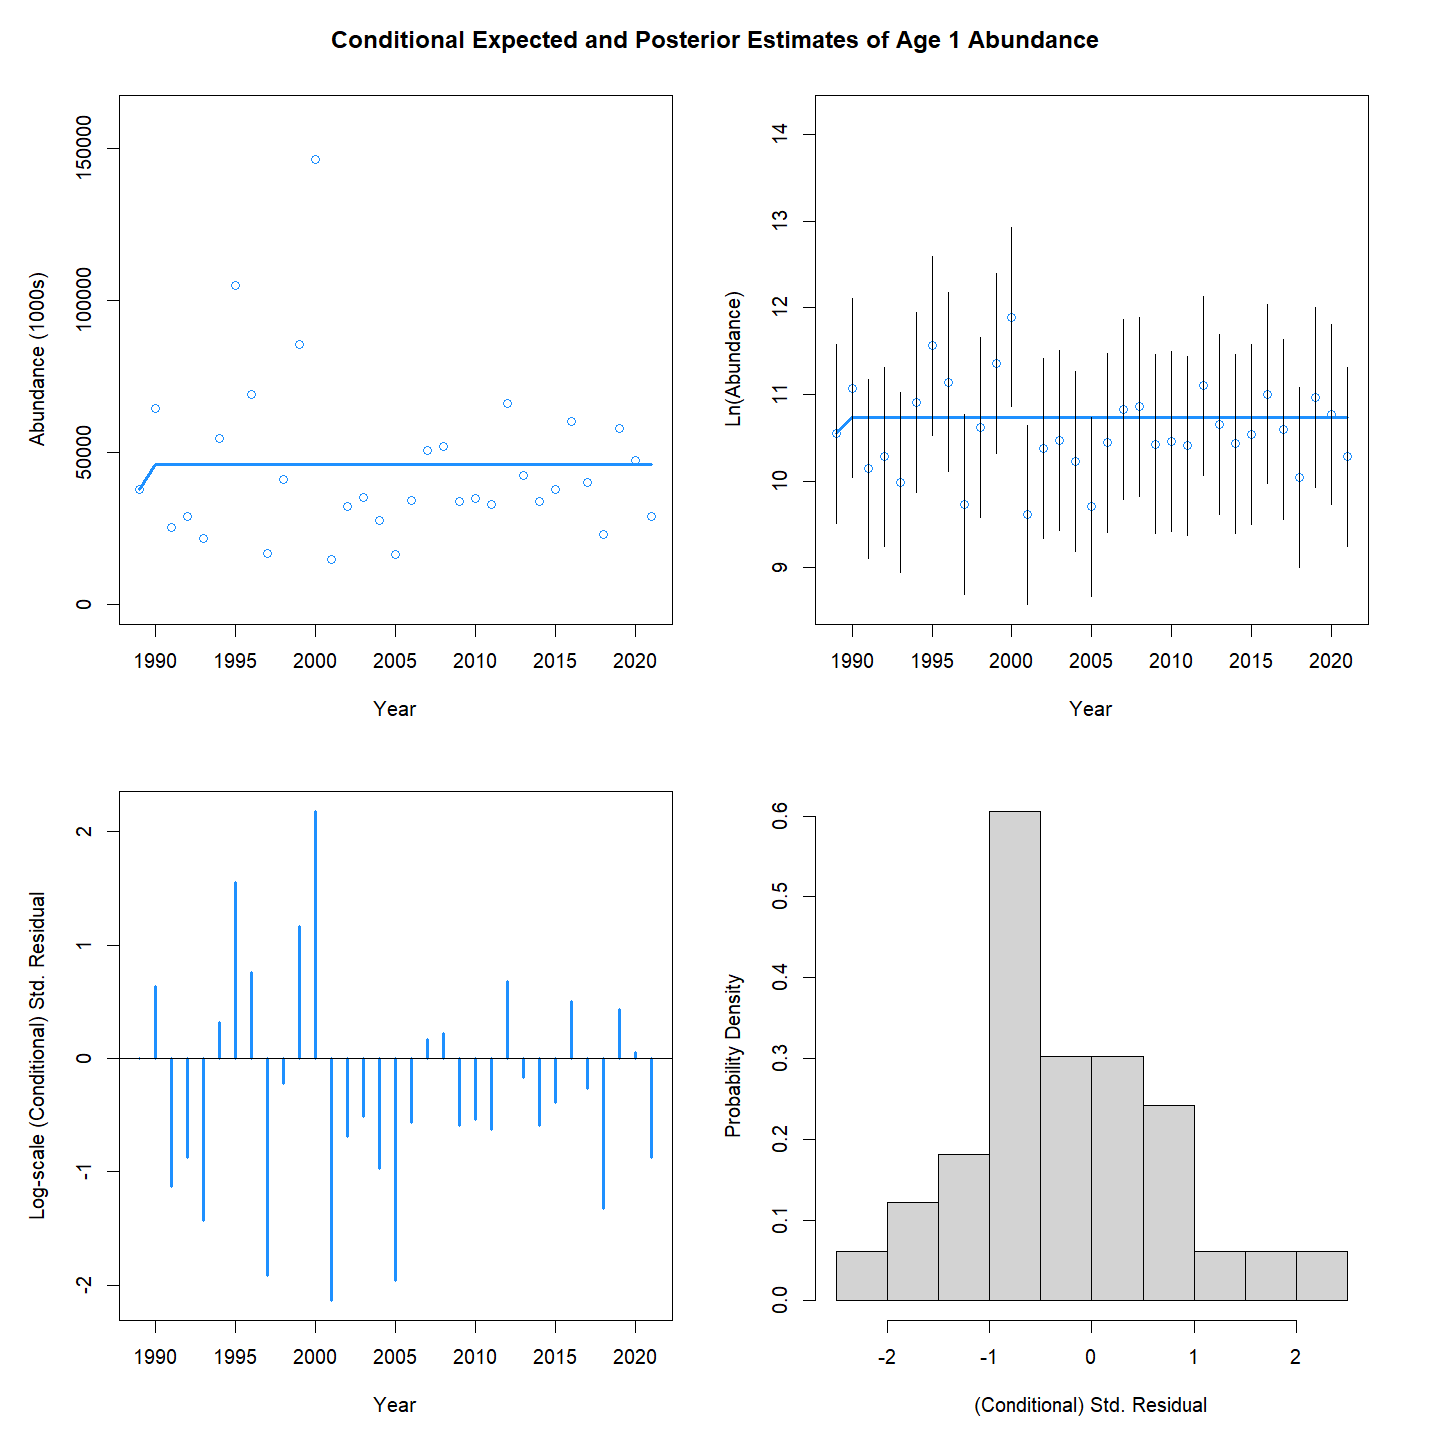 Conditional Expected and Posterior Estimates of Age 1 Abundance
Abundance (1000s)
150000
100000
50000
0
1990 1995 2000 2005 2010 2015 2020
Year
Ln(Abundance)
14
13
12
11
10
9
1990 1995 2000 2005 2010 2015 2020
Year
Log-scale (Conditional) Std. Residual
2
1
0
-1
-2
1990 1995 2000 2005 2010 2015 2020
Year
Probability Density
0.6
0.5
0.4
0.3
0.2
0.1
0.0
-2 -1 0 1 2
(Conditional) Std. Residual